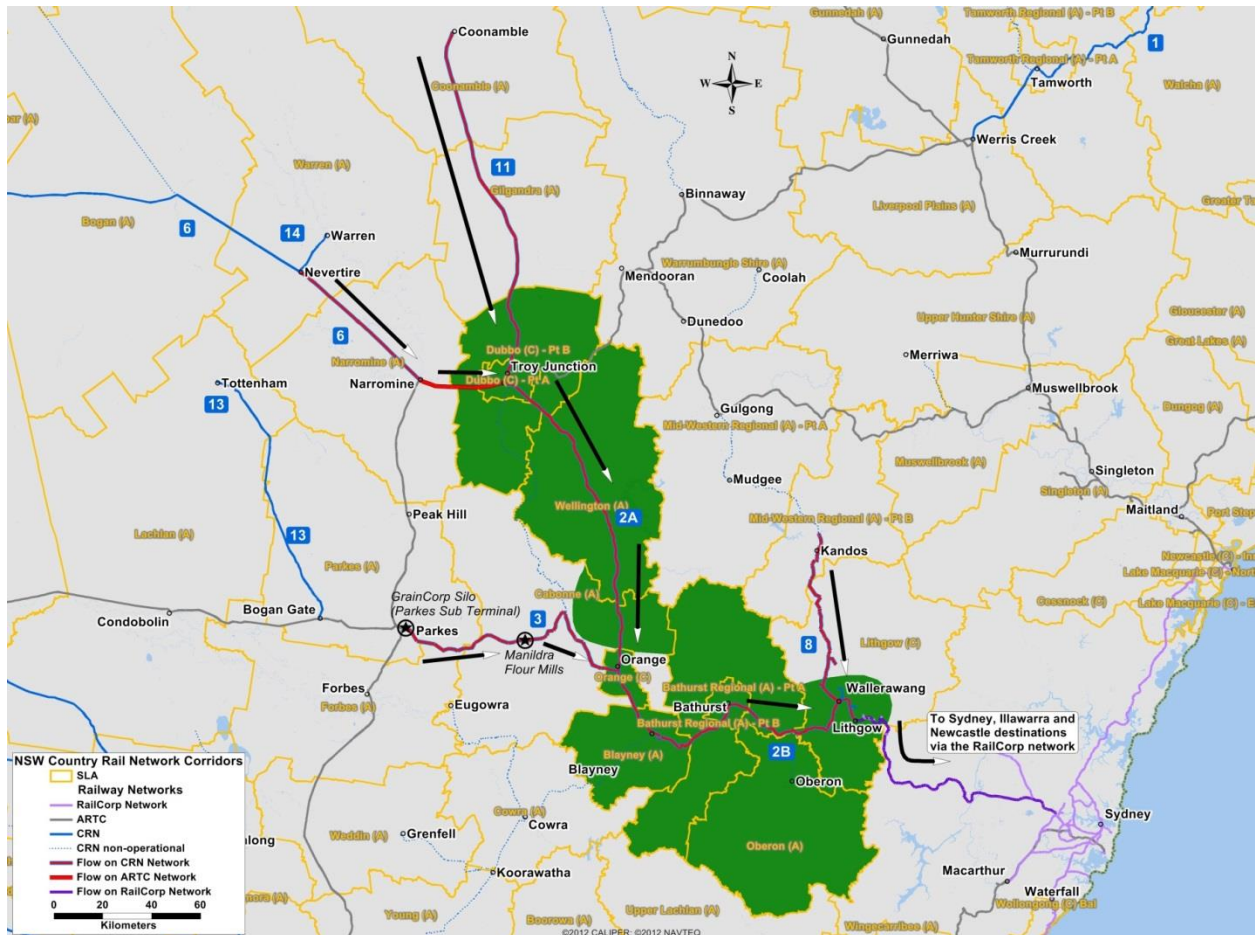 Coonamble
Coonamble (A)
Gunnedah (A)
Gunnedah
Tamworth Regional (A) - Pt B
Tamworth Regional (A) - Pt A
Tamworth
1
Walcha (A)
Werris Creek
N
W
E
S
Warren (A)
11
Gilgandra (A)
Binnaway
Liverpool Plains (A)
Bogan (A)
6
14
Warren
Nevertire
Murrurundi
Warrumbungle Shire (A)
Mendooran
Coolah
6
Dunedoo
Upper Hunter Shire (A)
Gloucester (A)
Great Lakes (A)
Narromine (A)
Dubbo (C) - Pt B
Troy Junction
Dubbo (C) - Pt A
Merriwa
Tottenham
Narromine
13
Muswellbrook
Gulgong
Mid-Western Regional (A) - Pt A
Dungog (A)
Muswellbrook (A)
Singleton
Singleton (A)
Mudgee
Wellington (A)
2A
Maitland
Peak Hill
Mid-Western Regional (A) - Pt B
13
Lachlan (A)
Kandos
Parkes (A)
Cabonne (A)
Cessnock (C)
GrainCorp Silo
(Parkes Sub Terminal)
Bogan Gate
Condobolin
Parkes
3
Manildra
Flour Mills
8
Lithgow (C)
Orange
Orange (C)
Wallerawang
Forbes
Forbes (A)
Eugowra
Bathurst Regional (A) - Pt A
Bathurst
Bathurst Regional (A) - Pt B
Lithgow
To Sydney, Illawarra and
Newcastle destinations
via the RailCorp network
2B
Blayney (A)
Blayney
Oberon
NSW Country Rail Network Corridors
SLA
Railway Networks
RailCorp Network
ARTC
CRN
CRN non-operational
Flow on CRN Network
Flow on ARTC Network
Flow on RailCorp Network
0 20 40 60
Kilometers
Cowra (A)
Cowra
Weddin (A)
Grenfell
Oberon (A)
Sydney
Koorawatha
Macarthur
Waterfall
Wollongong (C) Bal
Young (A)
Boorowa (A)
Upper Lachlan (A)
Wingecarribee (A)
©2012 CALIPER; ©2012 NAVTEQ